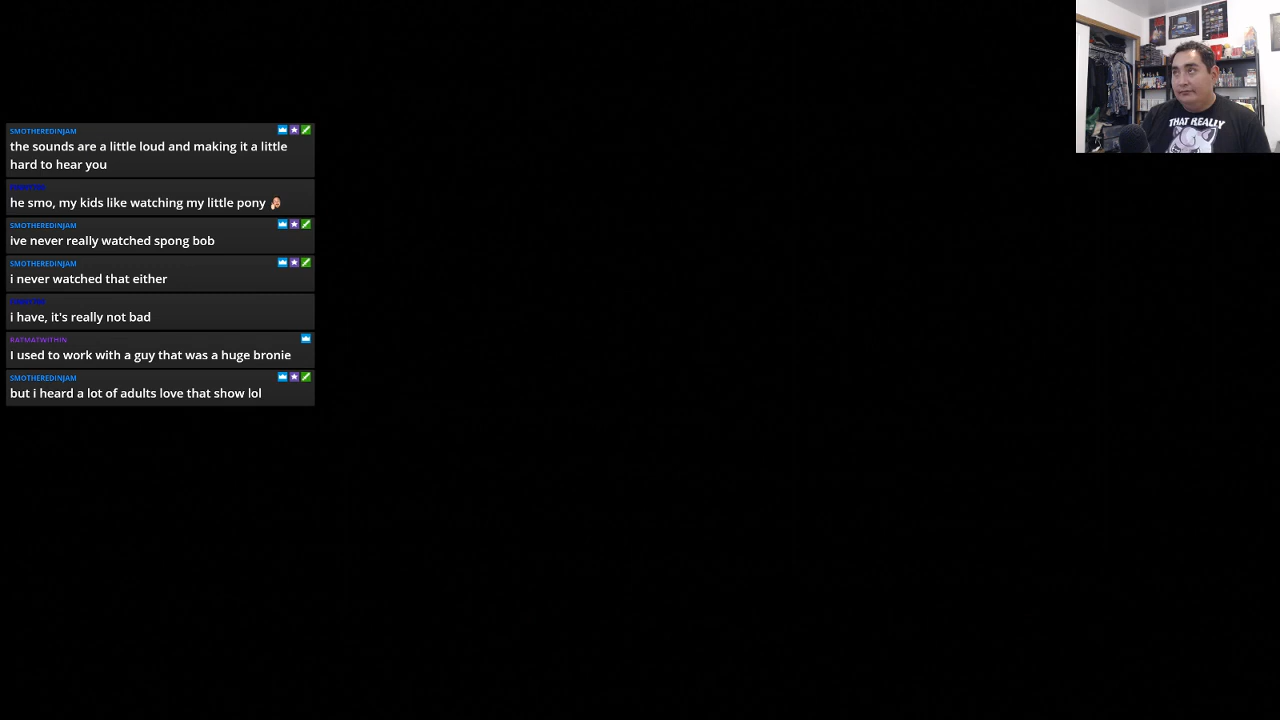 SMOTHEREDINJAM
the sounds are a little loud and making it a little
hard to hear you
he smo, my kids like watching my little pony
SMOTHEREDINJAM
ive never really watched spong bob
SMOTHEREDINJAM
i never watched that either
i have, it's really not bad
RATMATWITHIN
I used to work with a guy that was a huge bronie
SMOTHEREDINJAM
but i heard a lot of adults love that show lol
THAT REALLY